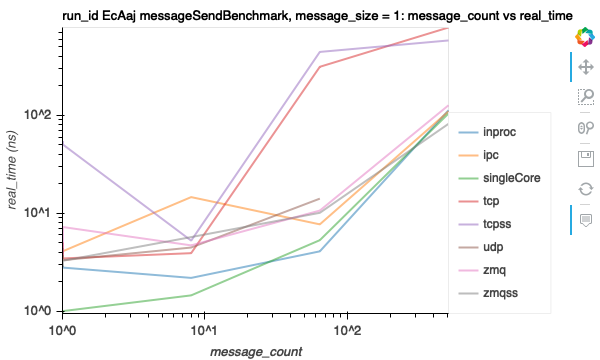 run_id EcAaj messageSendBenchmark, message_size = 1: message_count vs real_time
real_time (ns)
10^2
10^1
10^0
10^0
10^1
10^2
message_count
inproc
ipc
singleCore
tcp
tcpss
udp
zmq
zmqss